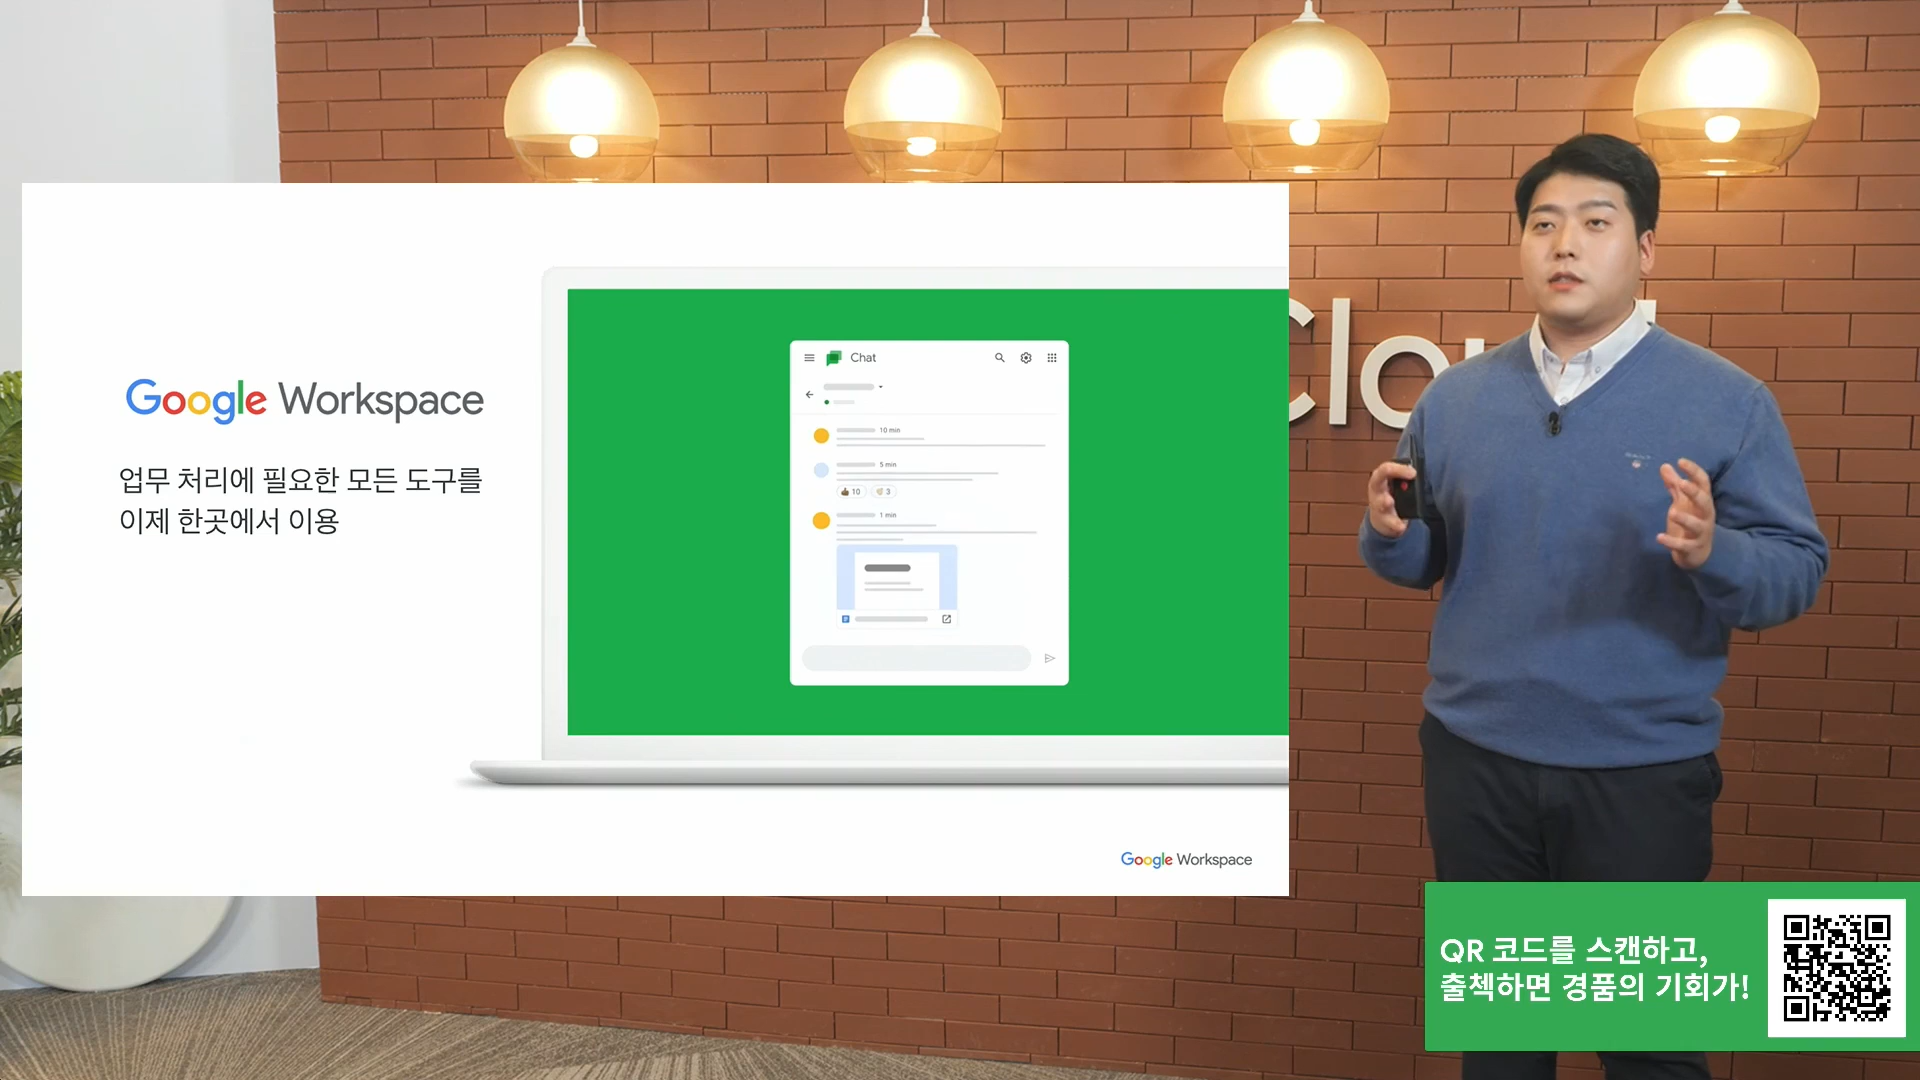 Google Workspace
업무 처리에 필요한 모든 도구를
이제 한곳에서 이용
Chat
10 min
5 min
10
3
1 min
Google Workspace
Clo
QR 코드를 스캔하고,
출첵하면 경품의 기회가!